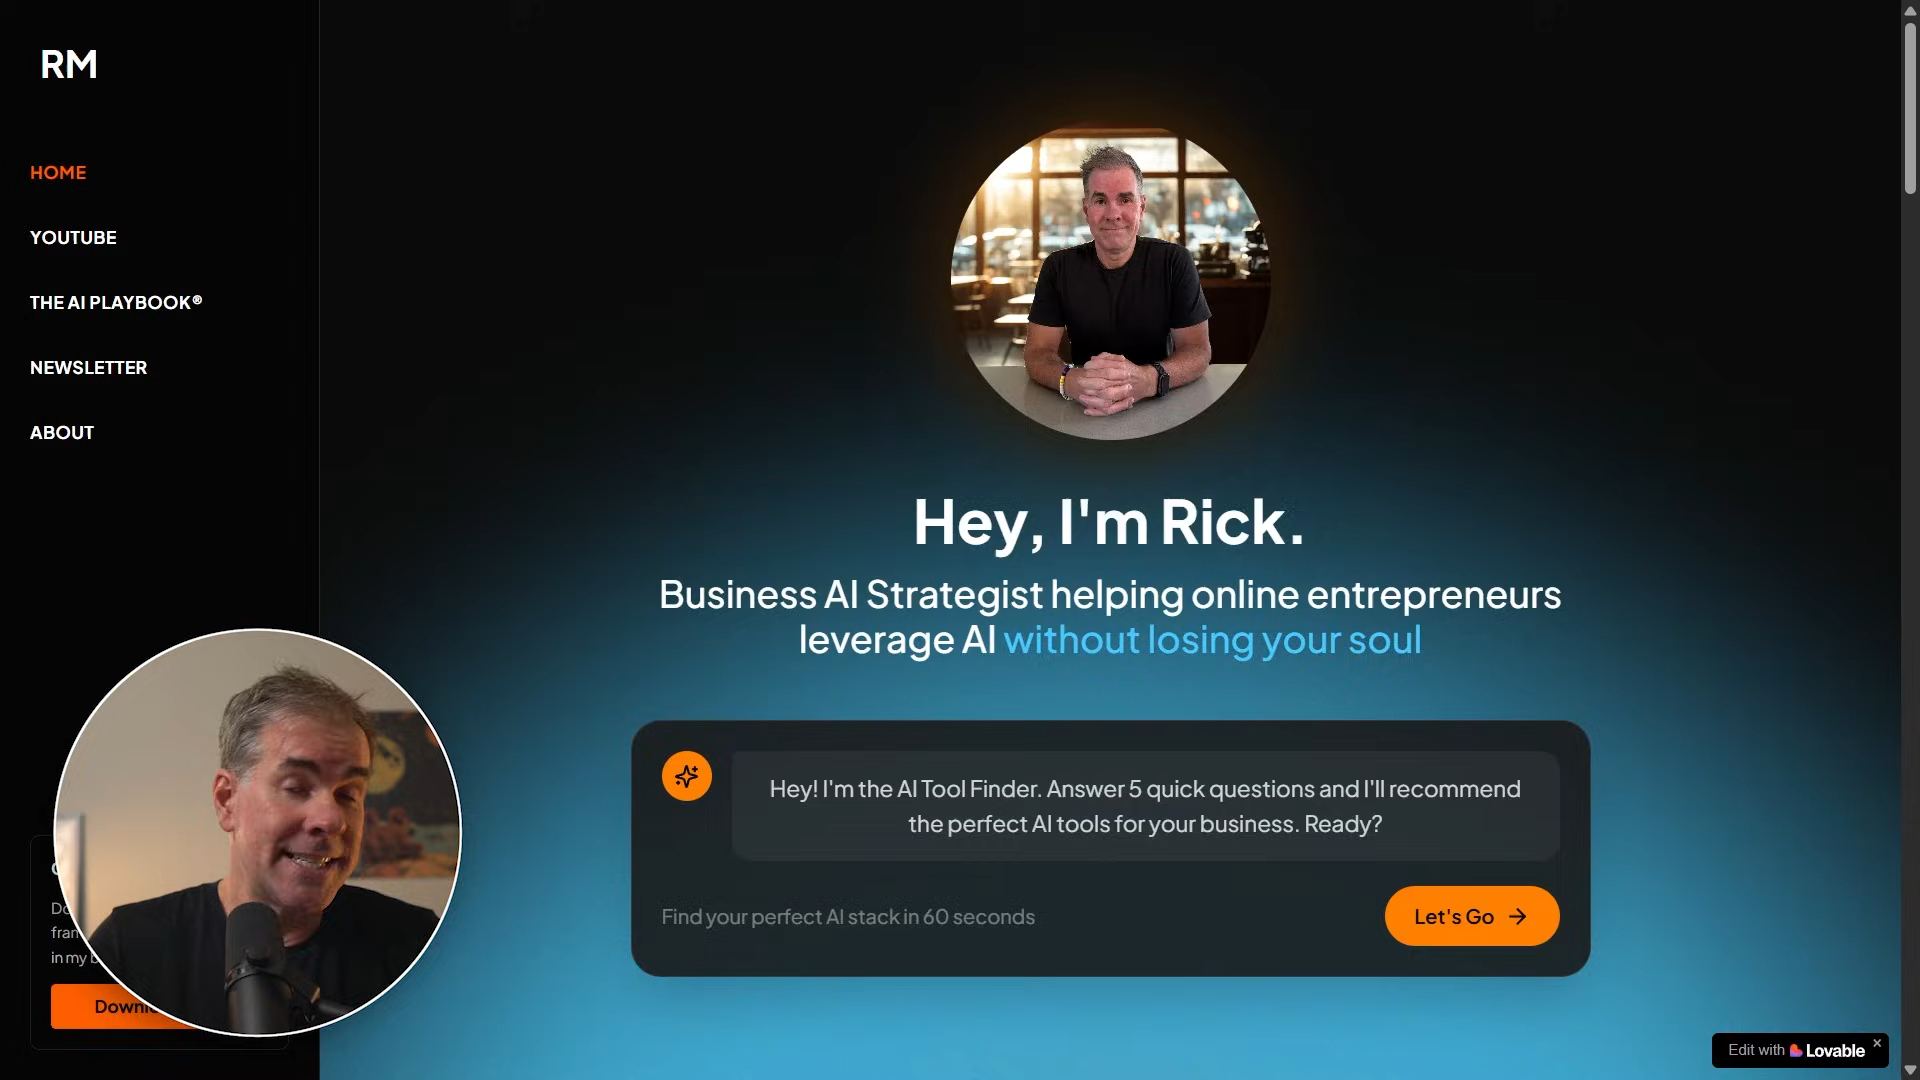 RM
HOME
YOUTUBE
THE AI PLAYBOOK®
NEWSLETTER
ABOUT
Hey, I'm Rick.
Business AI Strategist helping online entrepreneurs
leverage AI without losing your soul
Hey! I'm the AI Tool Finder. Answer 5 quick questions and I'll recommend
the perfect AI tools for your business. Ready?
Find your perfect AI stack in 60 seconds
Let's Go
in my
Edit with Lovable